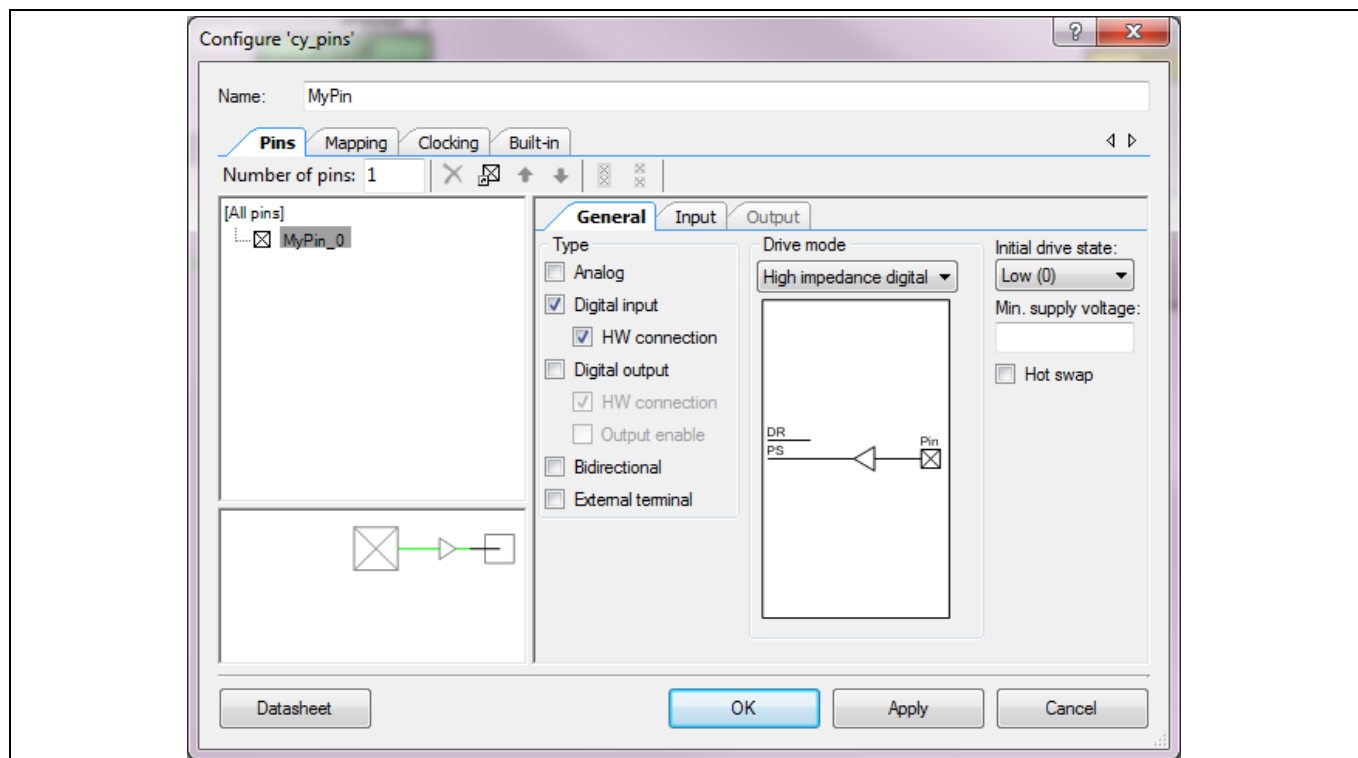 Configure 'cy_pins'
Name: MyPin
Pins Mapping Clocking Built-in
Number of pins: 1
[All pins]
MyPin_0
General Input Output
Type
Analog
Digital input
HW connection
Digital output
HW connection
Output enable
Bidirectional
External terminal
Drive mode
High impedance digital
DR
PS
Pin
Initial drive state:
Low (0)
Min. supply voltage:
Hot swap
Datasheet OK Apply Cancel